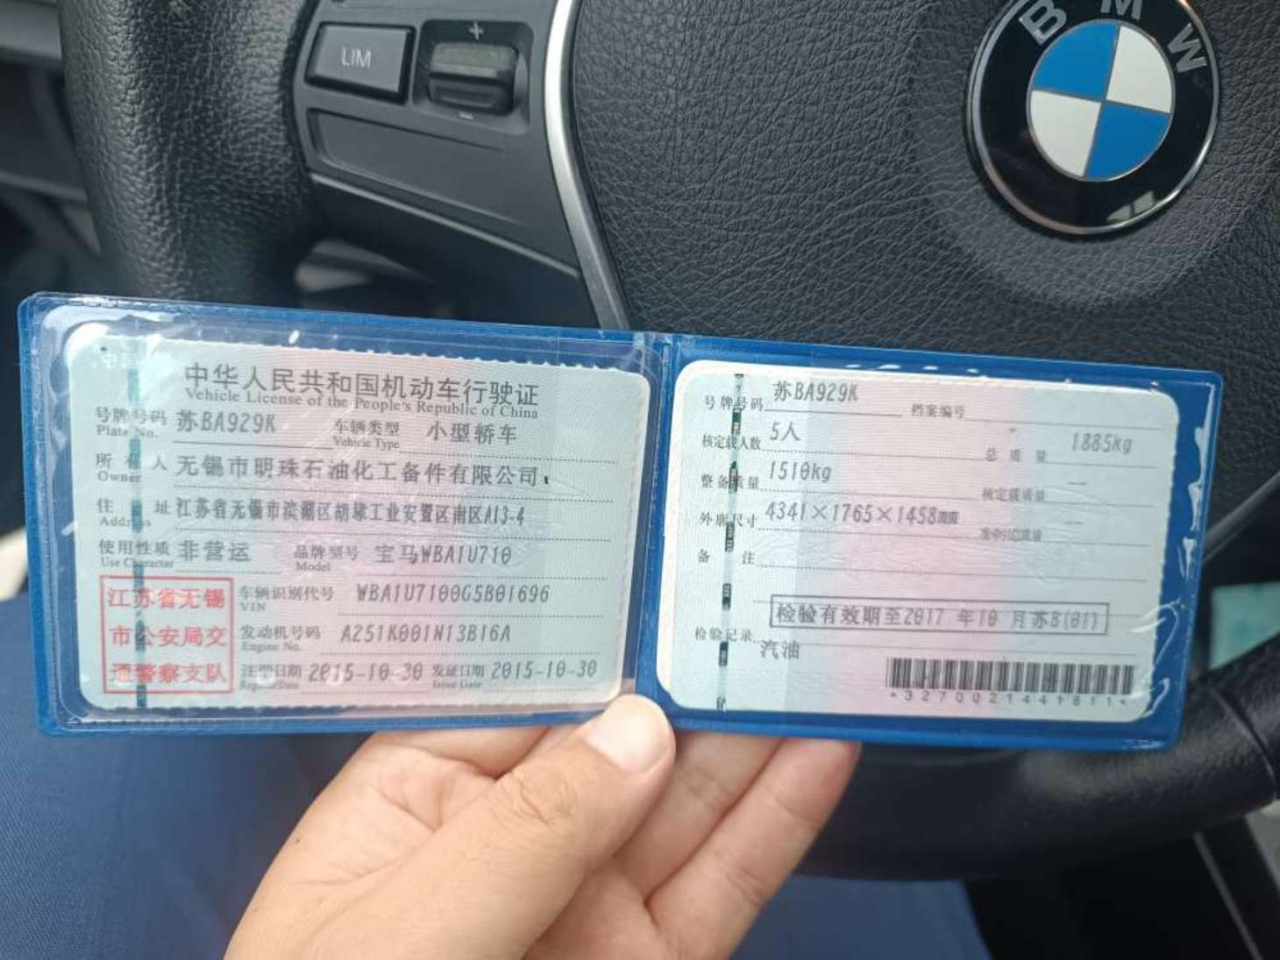 LIM
+
−
BMW
中华人民共和国机动车行驶证
Vehicle License of the People's Republic of China
号牌号码 苏BA929K 车辆类型 小型轿车
Plate No. Vehicle Type
所有人 无锡市明珠石油化工备件有限公司
Owner
住址 江苏省无锡市滨湖区胡埭工业安置区南区A13-4
Address
使用性质 非营运 品牌型号 宝马WBA1U710
Use Character Model
江苏省无锡
市公安局交
通警察支队
车辆识别代号 WBA1U7100G5B01696
VIN
发动机号码 A251K001N13B16A
Engine No.
注册日期 2015-10-30 发证日期 2015-10-30
Register Date Issue Date
号牌号码 苏BA929K 档案编号
核定载人数 5人 总质量 1885kg
整备质量 1510kg 核定载质量 —
外廓尺寸 4341×1765×1458 —
备注
检验有效期至2017年10月苏B(01)
检验记录
汽油
*3270021441811*